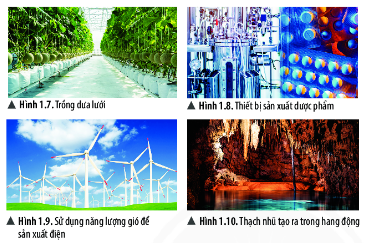 ▲ Hình 1.7. Trồng dưa lưới
▲ Hình 1.8. Thiết bị sản xuất dược phẩm
▲ Hình 1.9. Sử dụng năng lượng gió để
sản xuất điện
▲ Hình 1.10. Thạch nhũ tạo ra trong hang động